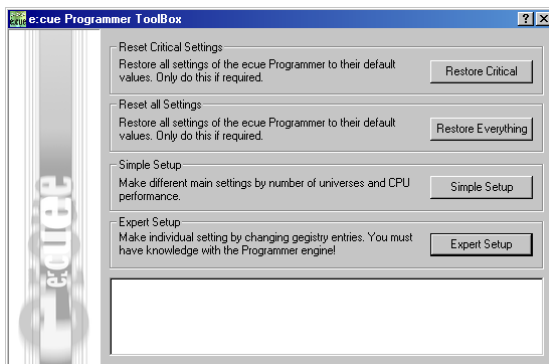 e:cue
e:cue Programmer ToolBox
Reset Critical Settings
Restore all settings of the ecue Programmer to their default
values. Only do this if required.
Restore Critical
Reset all Settings
Restore all settings of the ecue Programmer to their default
values. Only do this if required.
Restore Everything
Simple Setup
Make different main settings by number of universes and CPU
performance.
Simple Setup
Expert Setup
Make individual setting by changing gegistry entries. You must
have knowledge with the Programmer engine!
Expert Setup
e:cue